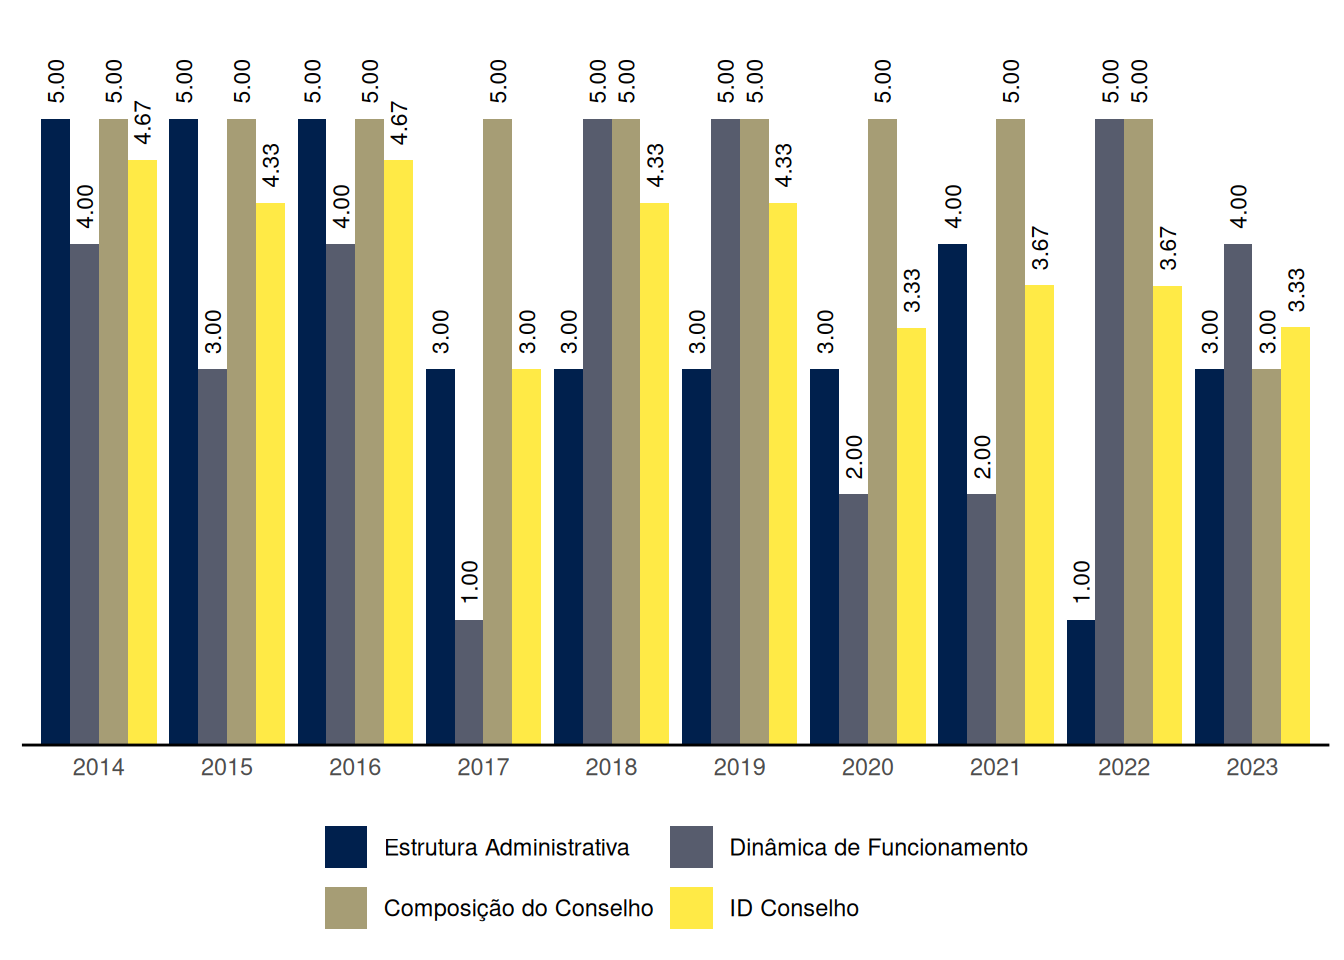 5.00 4.00 5.00 4.67 5.00 3.00 5.00 4.33 5.00 4.00 5.00 4.67 3.00 1.00 5.00 3.00 3.00 5.00 5.00 4.33 3.00 5.00 5.00 4.33 3.00 2.00 5.00 3.33 4.00 2.00 5.00 3.67 1.00 5.00 5.00 3.67 3.00 4.00 3.00 3.33
2014 2015 2016 2017 2018 2019 2020 2021 2022 2023
Estrutura Administrativa Dinâmica de Funcionamento
Composição do Conselho ID Conselho